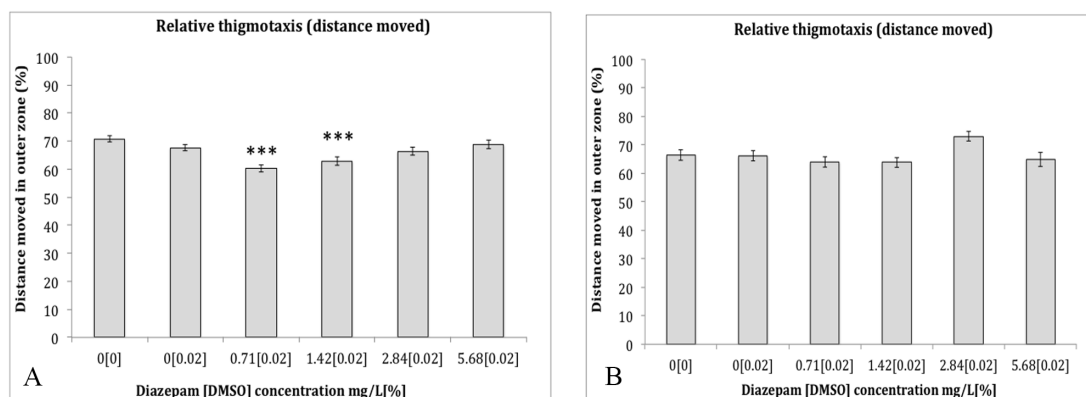 Relative thigmotaxis (distance moved)
Distance moved in outer zone (%)
100
90
80
70
60
50
40
30
20
10
0
***
***
0[0] 0[0.02] 0.71[0.02] 1.42[0.02] 2.84[0.02] 5.68[0.02]
Diazepam [DMSO] concentration mg/L[%]
A
Relative thigmotaxis (distance moved)
Distance moved in outer zone (%)
100
90
80
70
60
50
40
30
20
10
0
0[0] 0[0.02] 0.71[0.02] 1.42[0.02] 2.84[0.02] 5.68[0.02]
Diazepam [DMSO] concentration mg/L[%]
B